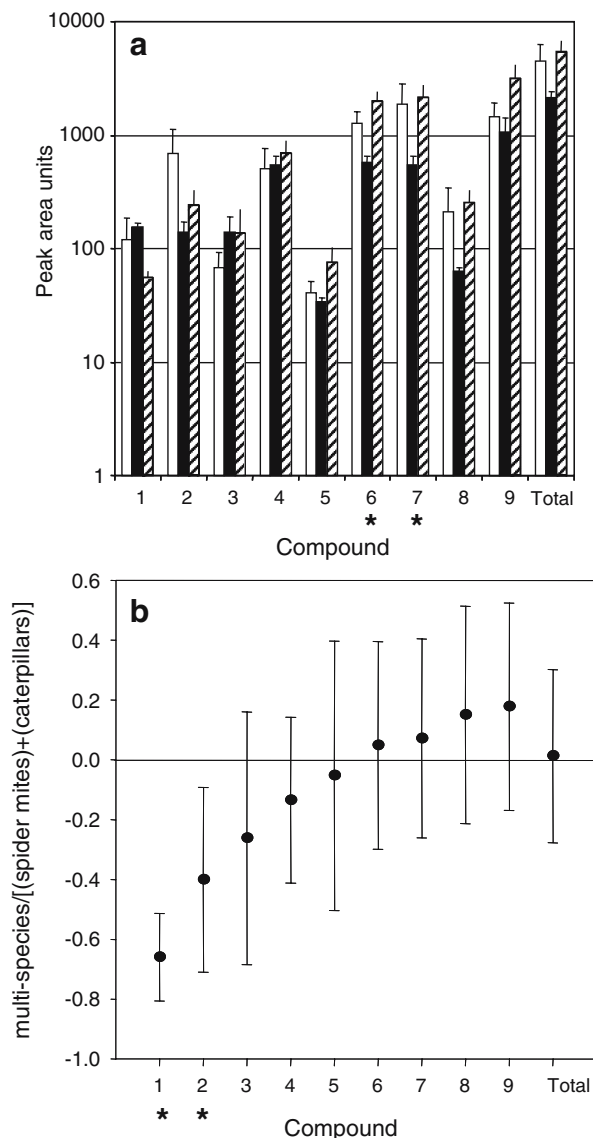 a
10000
1000
100
10
1
Peak area units
1 2 3 4 5 6 7 8 9 Total
* *
Compound
b
0.6
0.4
0.2
0.0
-0.2
-0.4
-0.6
-0.8
-1.0
multi-species/[(spider mites)+(caterpillars)]
1 2 3 4 5 6 7 8 9 Total
* *
Compound